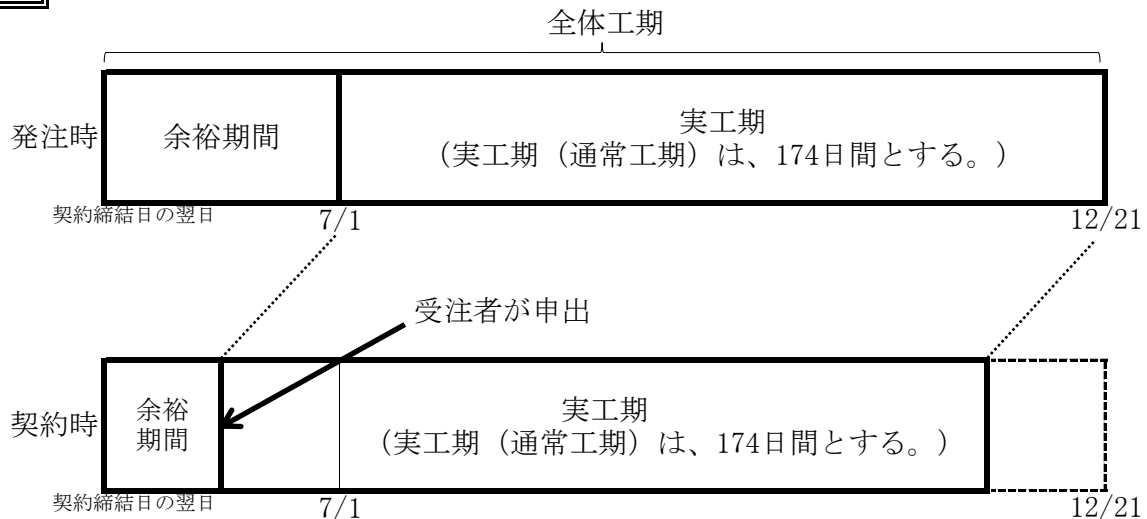 全体工期
発注時
余裕期間
実工期
（実工期（通常工期）は、174日間とする。）
契約締結日の翌日
7/1
12/21
受注者が申出
契約時
余裕
期間
実工期
（実工期（通常工期）は、174日間とする。）
契約締結日の翌日
7/1
12/21